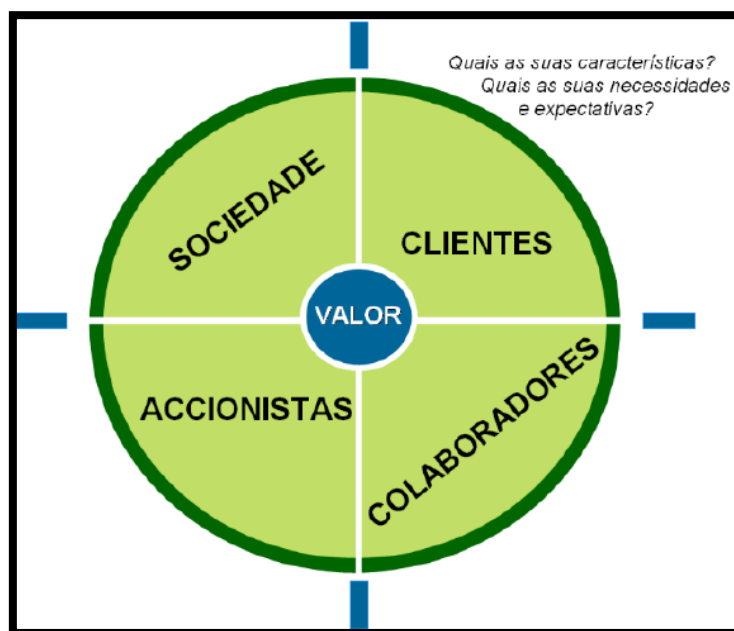 Quais as suas características?
Quais as suas necessidades
e expectativas?
SOCIEDADE
CLIENTES
VALOR
ACCIONISTAS
COLABORADORES